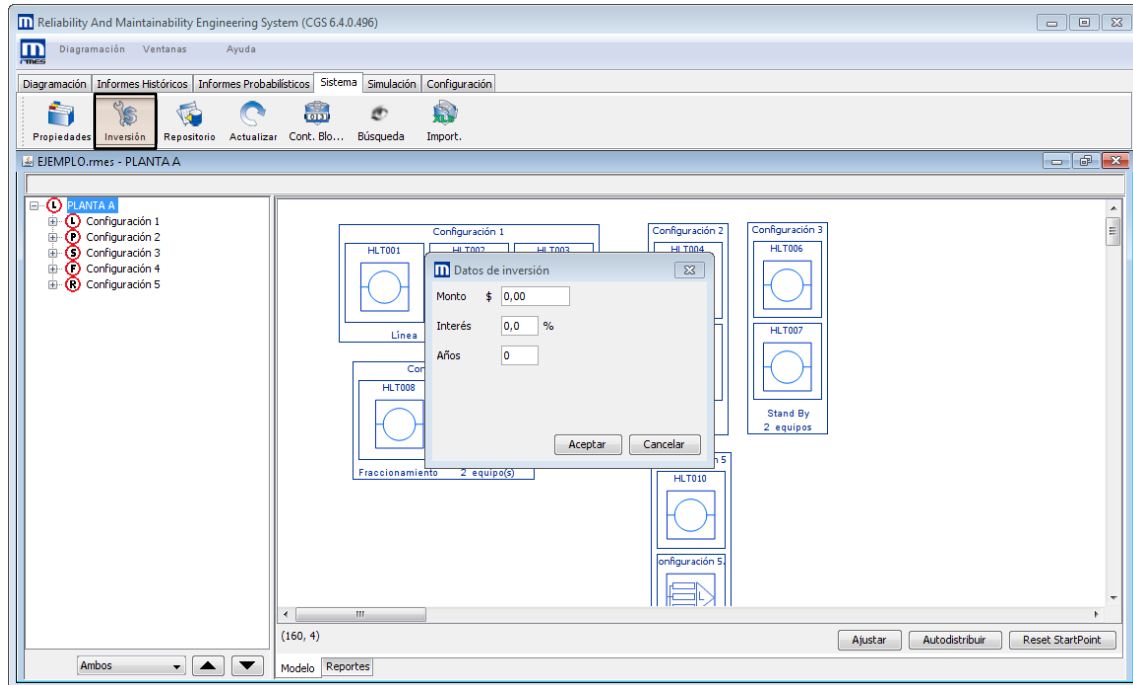 Reliability And Maintainability Engineering System (CGS 6.4.0.496)
Diagramación Ventanas Ayuda
Diagramación Informes Históricos Informes Probabilísticos Sistema Simulación Configuración
Propiedades Inversión Repositorio Actualizar Cont. Blo... Búsqueda Import.
EJEMPLO.rmes - PLANTA A
L PLANTA A
L Configuración 1
P Configuración 2
S Configuración 3
F Configuración 4
R Configuración 5
Configuración 1
HLT001 HLT002 HLT003
Línea
Configuración 2
HLT004
Configuración 3
HLT006
HLT007
Stand By
2 equipos
Datos de inversión
Monto $ 0,00
Interés 0,0 %
Años 0
Aceptar Cancelar
HLT008
Fraccionamiento 2 equipo(s)
5
HLT010
onfiguración 5.
L
(160, 4)
Ajustar Autodistribuir Reset StartPoint
Ambos
Modelo Reportes